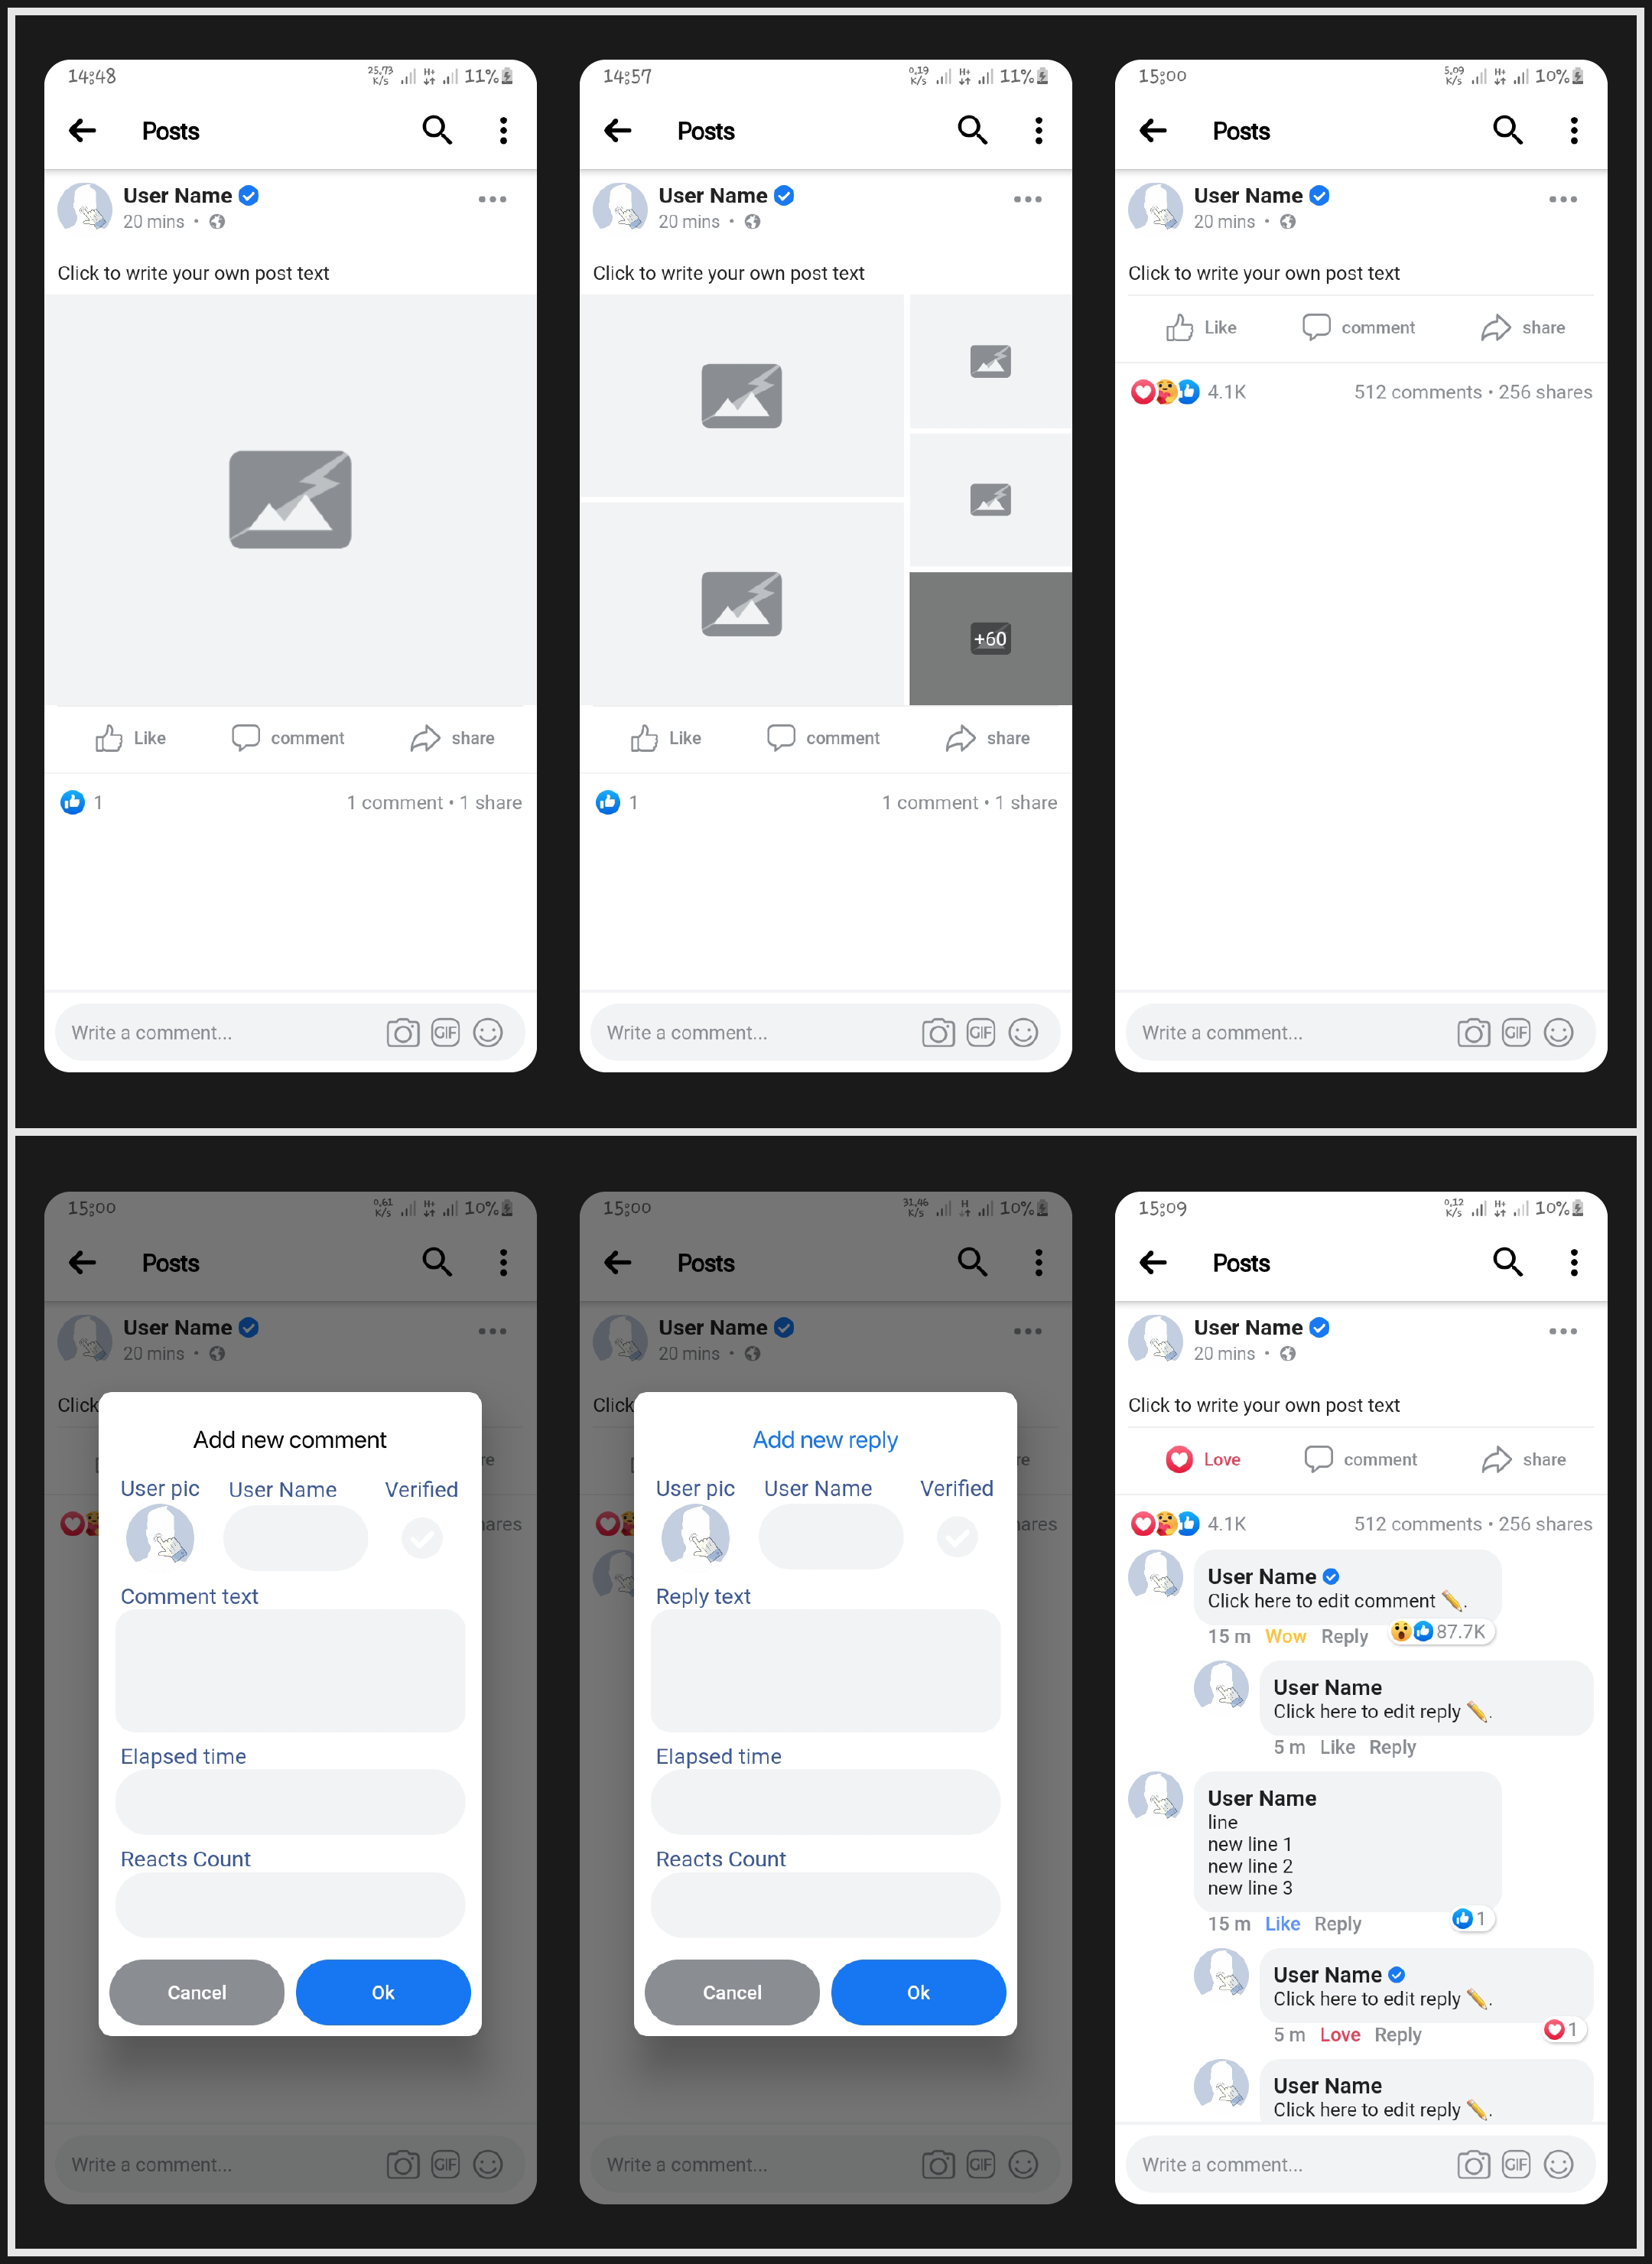 14:48
25,73 K/s H+ 11%
Posts
User Name
20 mins •
Click to write your own post text
Like comment share
1 1 comment • 1 share
Write a comment... GIF
14:57
0,19 K/s H+ 11%
Posts
User Name
20 mins •
Click to write your own post text
+60
Like comment share
1 1 comment • 1 share
Write a comment... GIF
15:00
5,09 K/s H+ 10%
Posts
User Name
20 mins •
Click to write your own post text
Like comment share
4.1K 512 comments • 256 shares
Write a comment... GIF
15:00
0,61 K/s H+ 10%
Posts
User Name
20 mins •
Click
Add new comment
re
User pic User Name Verified
hares
Comment text
Elapsed time
Reacts Count
Cancel Ok
Write a comment... GIF
15:00
31,46 K/s H 10%
Posts
User Name
20 mins •
Click
Add new reply
re
User pic User Name Verified
hares
Reply text
Elapsed time
Reacts Count
Cancel Ok
Write a comment... GIF
15:09
0,12 K/s H+ 10%
Posts
User Name
20 mins •
Click to write your own post text
Love comment share
4.1K 512 comments • 256 shares
User Name
Click here to edit comment ✏️.
15 m Wow Reply 87.7K
User Name
Click here to edit reply ✏️.
5 m Like Reply
User Name
line
new line 1
new line 2
new line 3
15 m Like Reply 1
User Name
Click here to edit reply ✏️.
5 m Love Reply 1
User Name
Click here to edit reply ✏️.
Write a comment... GIF